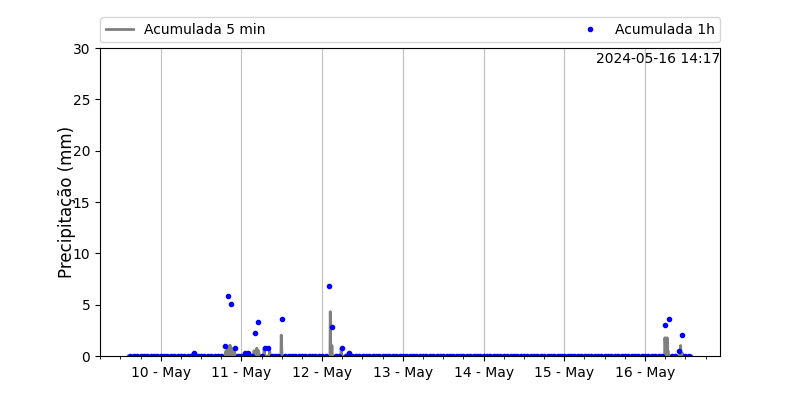 Acumulada 5 min
Acumulada 1h
2024-05-16 14:17
Precipitação (mm)
30
25
20
15
10
5
0
10 - May
11 - May
12 - May
13 - May
14 - May
15 - May
16 - May